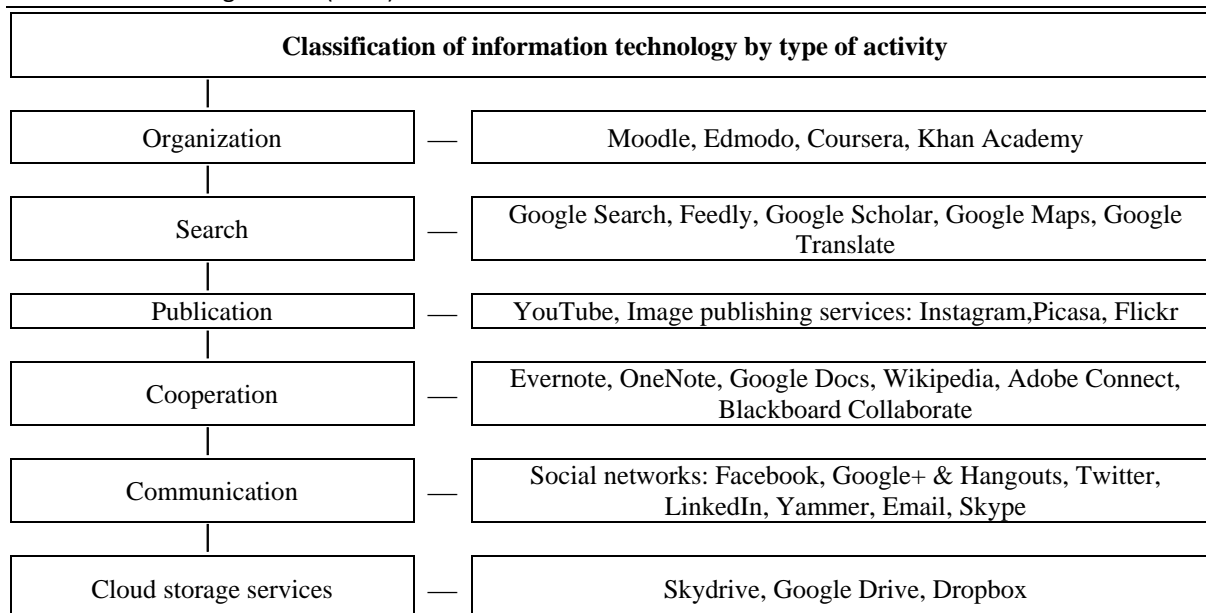 Classification of information technology by type of activity
Organization — Moodle, Edmodo, Coursera, Khan Academy
Search — Google Search, Feedly, Google Scholar, Google Maps, Google
Translate
Publication — YouTube, Image publishing services: Instagram,Picasa, Flickr
Cooperation — Evernote, OneNote, Google Docs, Wikipedia, Adobe Connect,
Blackboard Collaborate
Communication — Social networks: Facebook, Google+ & Hangouts, Twitter,
LinkedIn, Yammer, Email, Skype
Cloud storage services — Skydrive, Google Drive, Dropbox